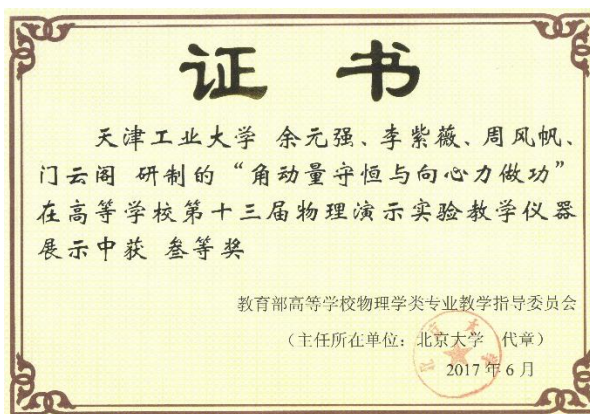 证 书
天津工业大学 余元强、李紫薇、周风帆、
门云阁 研制的“角动量守恒与向心力做功”
在高等学校第十三届物理演示实验教学仪器
展示中获 叁等奖
教育部高等学校物理学类专业教学指导委员会
（主任所在单位：北京大学 代章）
2017年6月
北京大学